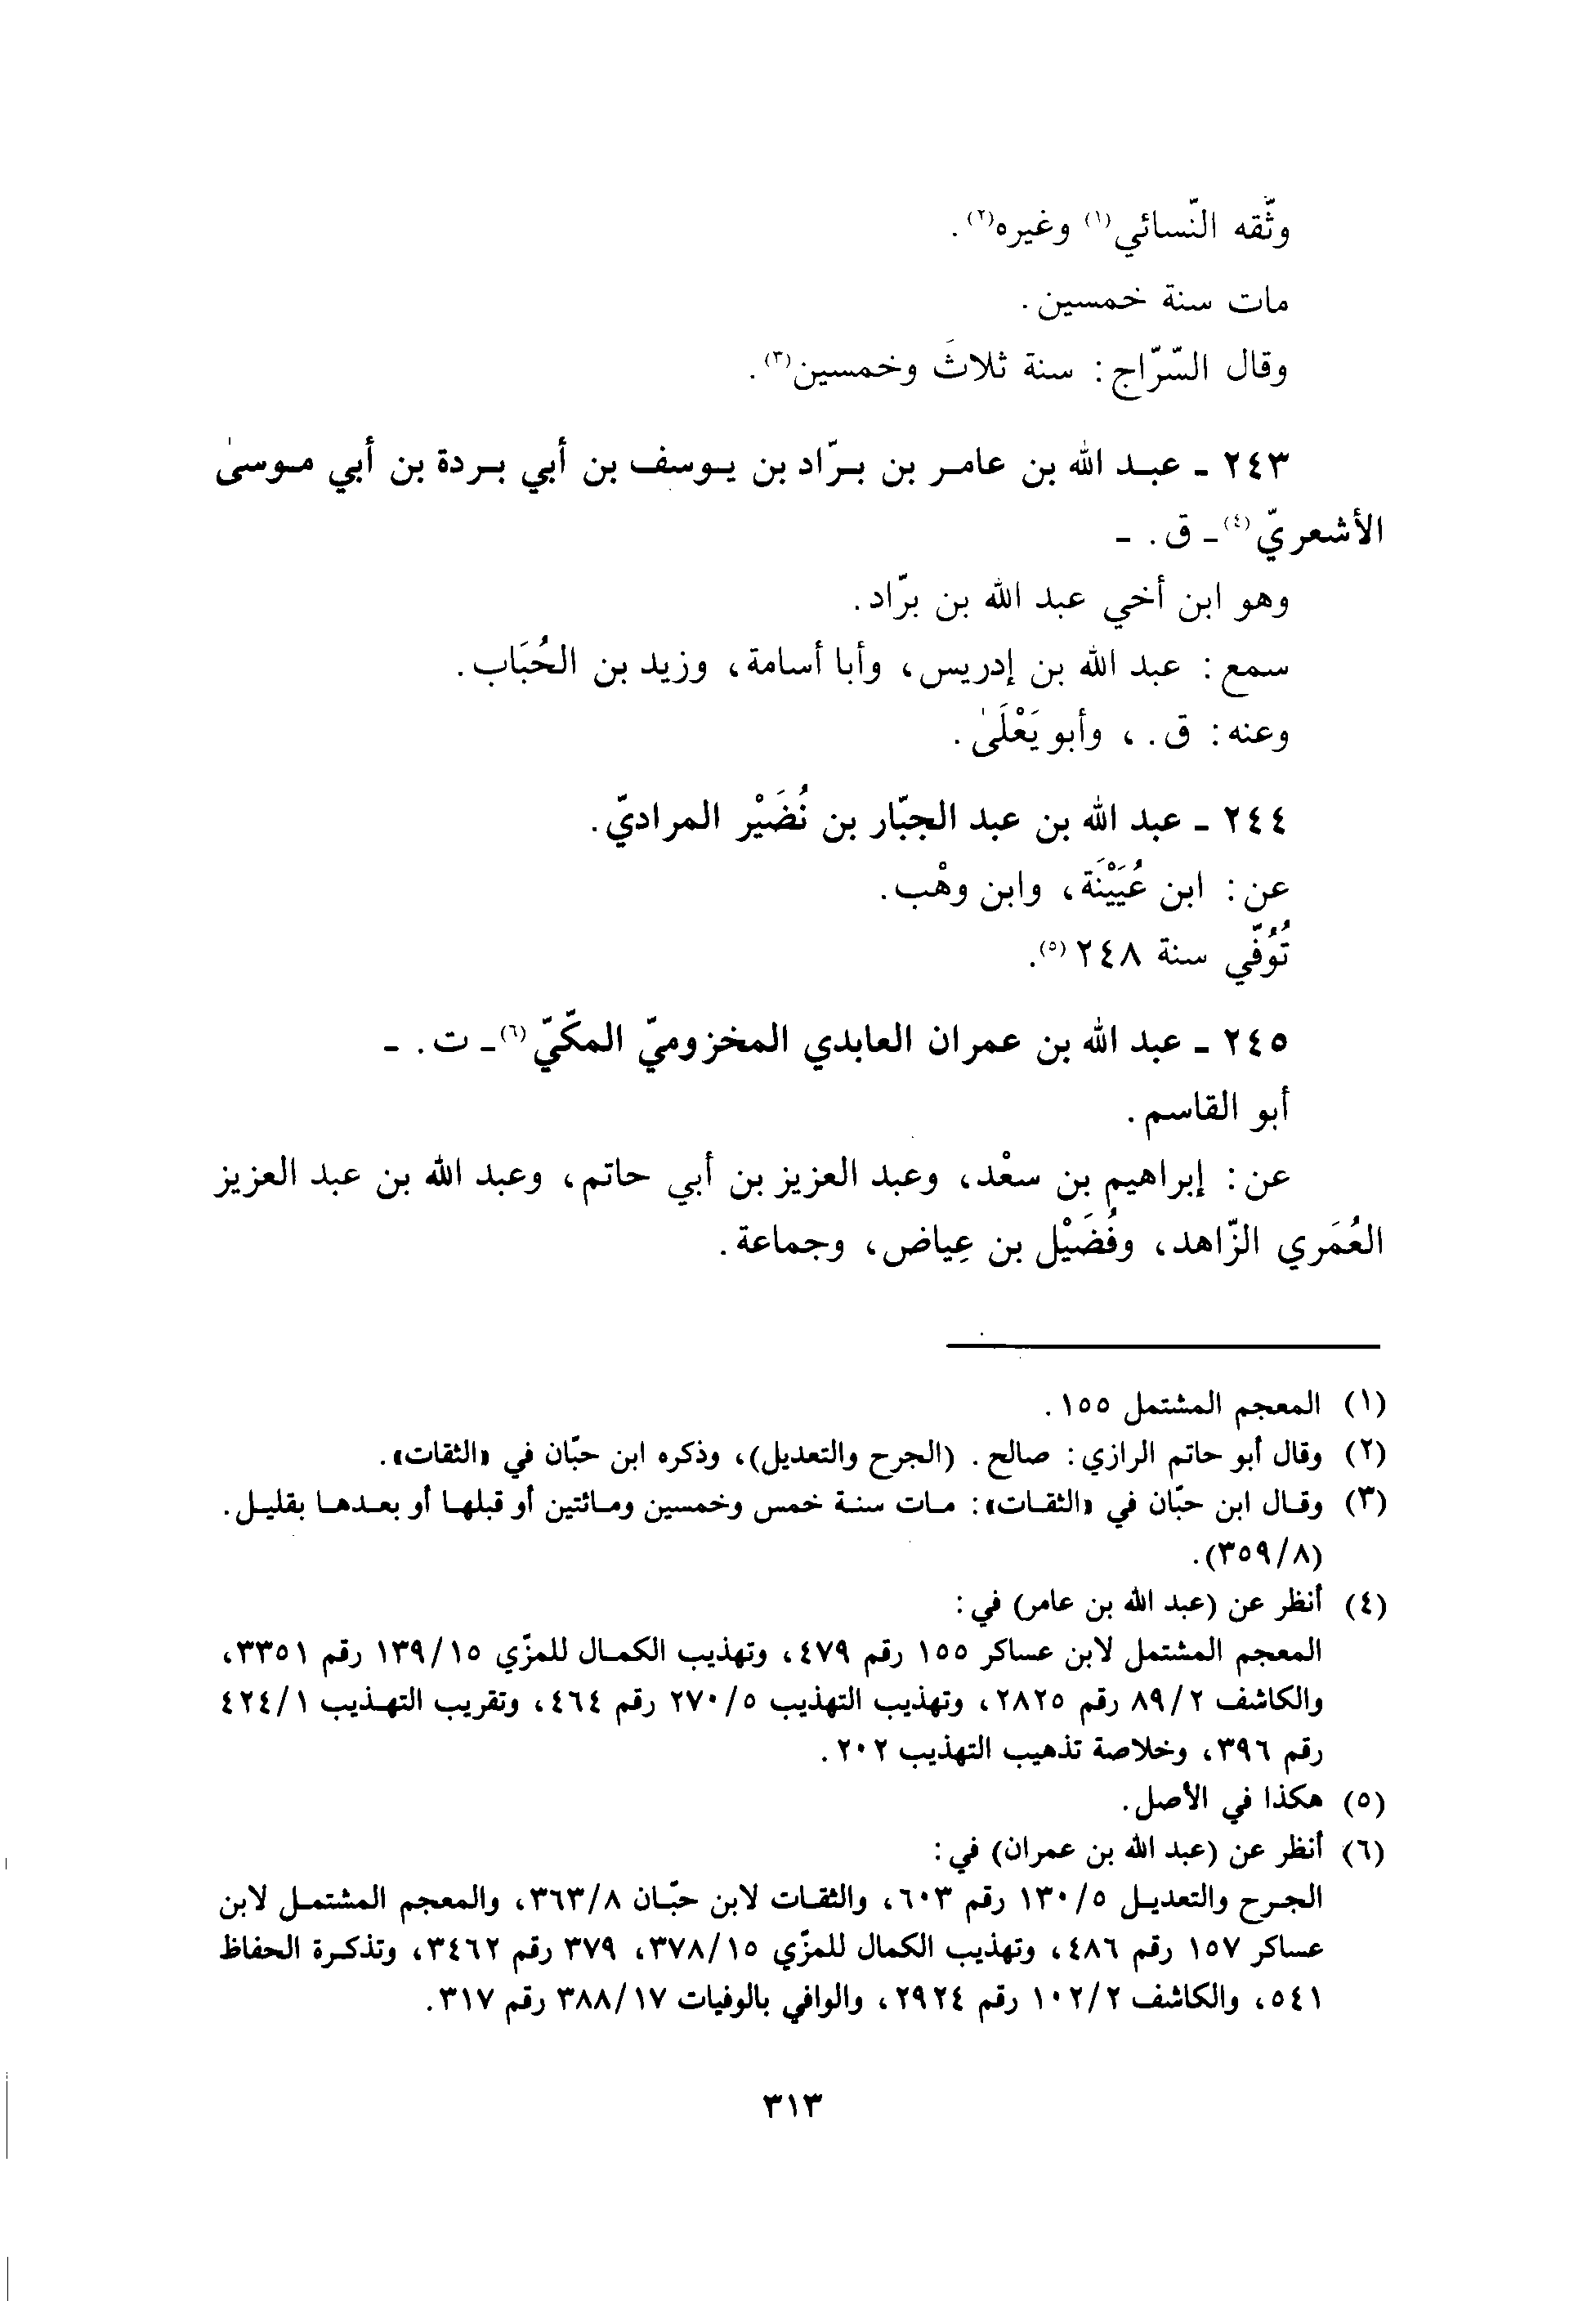 وثّقه النّسائي(١) وغيره(٢).
مات سنة خمسين.
وقال السّرّاج: سنة ثلاثَ وخمسين(٣).
٢٤٣ ـ عبد الله بن عامر بن برّاد بن يوسف بن أبي بردة بن أبي موسىٰ
الأشعريّ(٤) ـ ق. ـ
وهو ابن أخي عبد الله بن برّاد.
سمع: عبد الله بن إدريس، وأبا أسامة، وزيد بن الحُبَاب.
وعنه: ق.، وأبو يَعْلَىٰ.
٢٤٤ ـ عبد الله بن عبد الجبّار بن نُضَيْر المراديّ.
عن: ابن عُيَيْنَة، وابن وهْب.
تُوُفّي سنة ٢٤٨(٥).
٢٤٥ ـ عبد الله بن عمران العابدي المخزوميّ المكّيّ(٦) ـ ت. ـ
أبو القاسم.
عن: إبراهيم بن سعْد، وعبد العزيز بن أبي حاتم، وعبد الله بن عبد العزيز
العُمَري الزّاهد، وفُضَيْل بن عِياض، وجماعة.
(١) المعجم المشتمل ١٥٥.
(٢) وقال أبو حاتم الرازي: صالح. (الجرح والتعديل)، وذكره ابن حبّان في «الثقات».
(٣) وقال ابن حبّان في «الثقات»: مات سنة خمس وخمسين ومائتين أو قبلها أو بعدها بقليل.
(٣٥٩/٨).
(٤) أنظر عن (عبد الله بن عامر) في:
المعجم المشتمل لابن عساكر ١٥٥ رقم ٤٧٩، وتهذيب الكمال للمزّي ١٣٩/١٥ رقم ٣٣٥١،
والكاشف ٨٩/٢ رقم ٢٨٢٥، وتهذيب التهذيب ٢٧٠/٥ رقم ٤٦٤، وتقريب التهذيب ٤٢٤/١
رقم ٣٩٦، وخلاصة تذهيب التهذيب ٢٠٢.
(٥) هكذا في الأصل.
(٦) أنظر عن (عبد الله بن عمران) في:
الجرح والتعديل ١٣٠/٥ رقم ٦٠٣، والثقات لابن حبّان ٣٦٣/٨، والمعجم المشتمل لابن
عساكر ١٥٧ رقم ٤٨٦، وتهذيب الكمال للمزّي ٣٧٨/١٥، ٣٧٩ رقم ٣٤٦٢، وتذكرة الحفاظ
٥٤١، والكاشف ١٠٢/٢ رقم ٢٩٢٤، والوافي بالوفيات ٣٨٨/١٧ رقم ٣١٧.
٣١٣